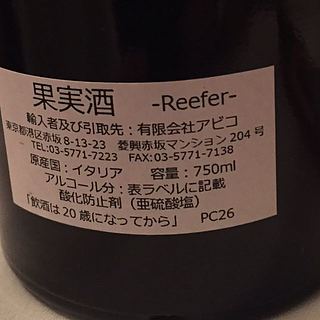 果実酒 -Reefer-
輸入者及び引取先：有限会社アビコ
東京都港区赤坂 8-13-23 菱興赤坂マンション 204 号
TEL:03-5771-7223 FAX:03-5771-7138
原産国：イタリア 容量：750ml
アルコール分：表ラベルに記載
酸化防止剤（亜硫酸塩）
「飲酒は 20 歳になってから」 PC26